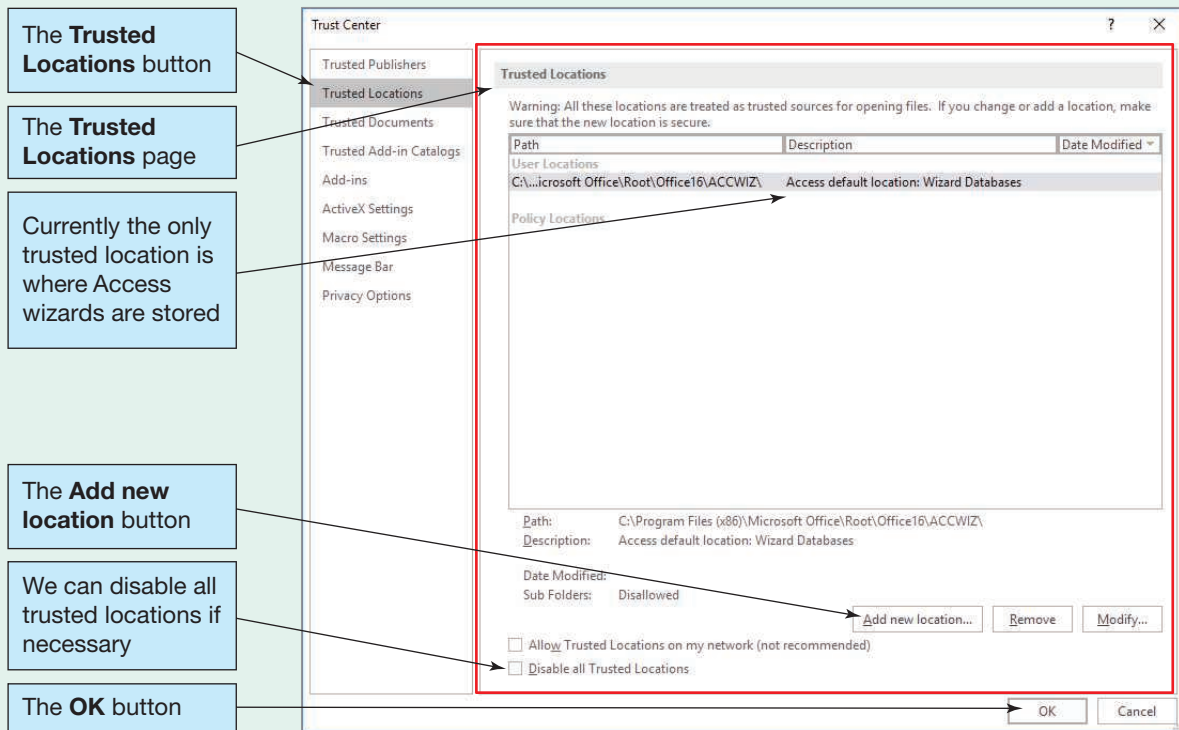 The Trusted
Locations button
The Trusted
Locations page
Currently the only
trusted location is
where Access
wizards are stored
The Add new
location button
We can disable all
trusted locations if
necessary
The OK button
Trust Center
?
Trusted Publishers
Trusted Locations
Trusted Documents
Trusted Add-in Catalogs
Add-ins
ActiveX Settings
Macro Settings
Message Bar
Privacy Options
Trusted Locations
Warning: All these locations are treated as trusted sources for opening files. If you change or add a location, make
sure that the new location is secure.
Path Description Date Modified
User Locations
C:\...icrosoft Office\Root\Office16\ACCWIZ\ Access default location: Wizard Databases
Policy Locations
Path: C:\Program Files (x86)\Microsoft Office\Root\Office16\ACCWIZ\
Description: Access default location: Wizard Databases
Date Modified:
Sub Folders: Disallowed
Add new location... Remove Modify...
Allow Trusted Locations on my network (not recommended)
Disable all Trusted Locations
OK Cancel